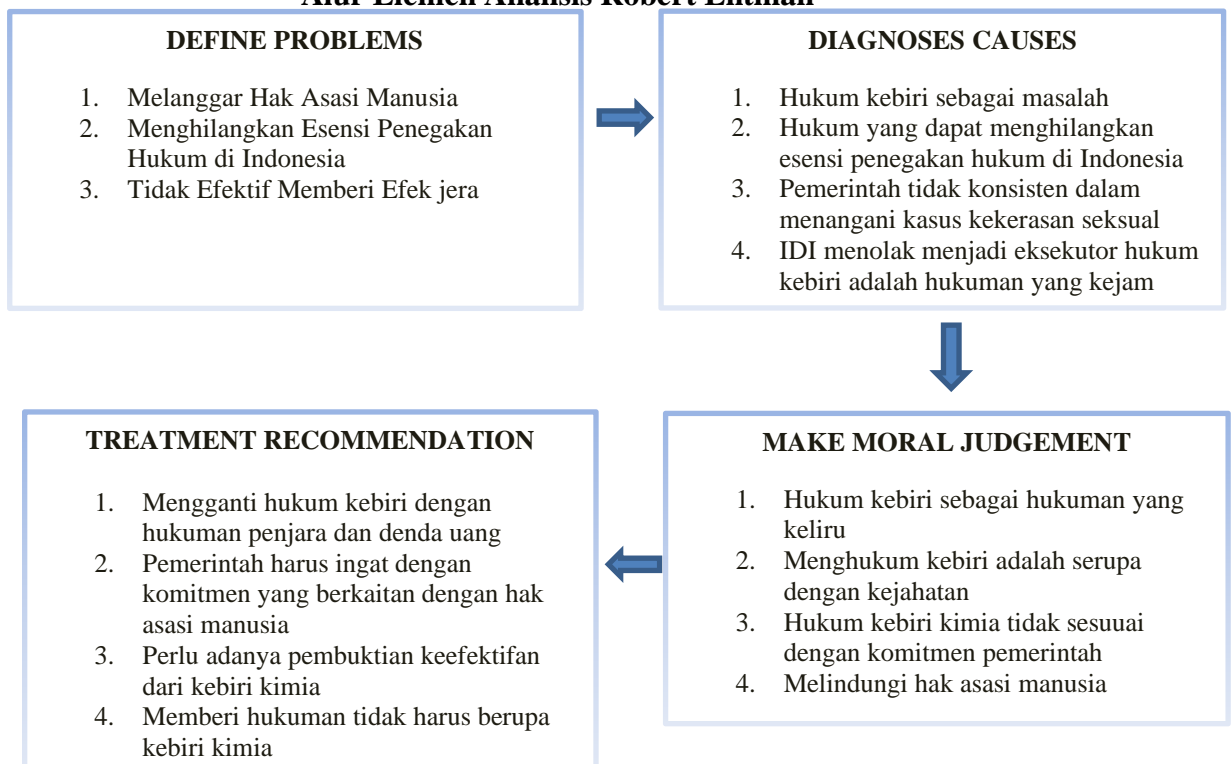 Alur Elemen Analisis Robert Entman
DEFINE PROBLEMS
1. Melanggar Hak Asasi Manusia
2. Menghilangkan Esensi Penegakan
Hukum di Indonesia
3. Tidak Efektif Memberi Efek jera
DIAGNOSES CAUSES
1. Hukum kebiri sebagai masalah
2. Hukum yang dapat menghilangkan
esensi penegakan hukum di Indonesia
3. Pemerintah tidak konsisten dalam
menangani kasus kekerasan seksual
4. IDI menolak menjadi eksekutor hukum
kebiri adalah hukuman yang kejam
MAKE MORAL JUDGEMENT
1. Hukum kebiri sebagai hukuman yang
keliru
2. Menghukum kebiri adalah serupa
dengan kejahatan
3. Hukum kebiri kimia tidak sesuuai
dengan komitmen pemerintah
4. Melindungi hak asasi manusia
TREATMENT RECOMMENDATION
1. Mengganti hukum kebiri dengan
hukuman penjara dan denda uang
2. Pemerintah harus ingat dengan
komitmen yang berkaitan dengan hak
asasi manusia
3. Perlu adanya pembuktian keefektifan
dari kebiri kimia
4. Memberi hukuman tidak harus berupa
kebiri kimia